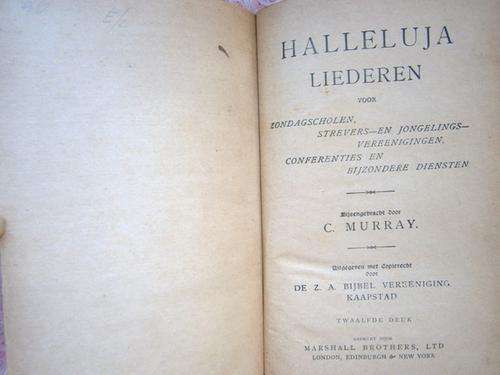 HALLELUJA
LIEDEREN
VOOR
ZONDAGSCHOLEN,
STREVERS—EN JONGELINGS—
VEREENIGINGEN,
CONFERENTIES EN
BIJZONDERE DIENSTEN
Bijeengebracht door
C. MURRAY.
Uitgegeven met Copierecht
door
DE Z. A. BIJBEL VEREENIGING
KAAPSTAD
TWAALFDE DRUK
GEDRUKT DOOR
MARSHALL BROTHERS, LTD
LONDON, EDINBURGH & NEW YORK